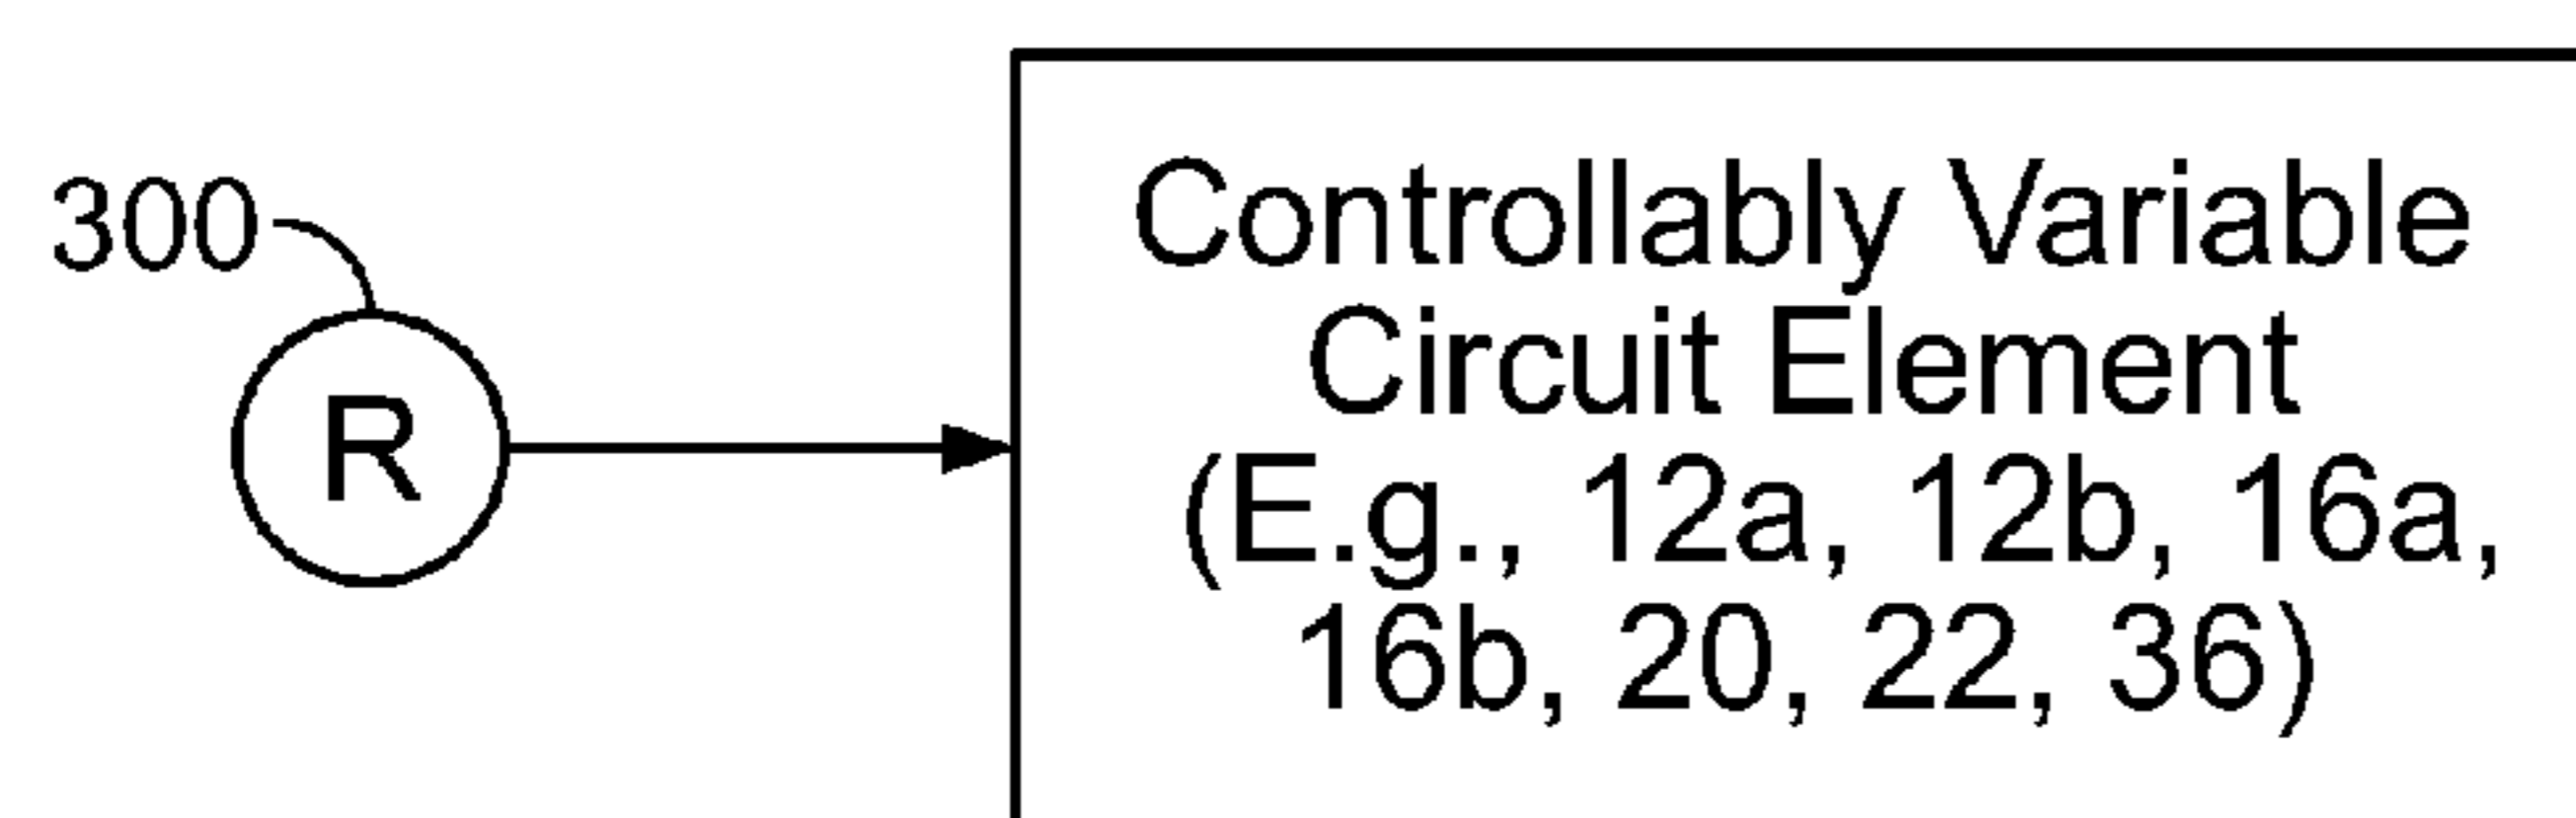 300
R
Controllably Variable
Circuit Element
(E.g., 12a, 12b, 16a,
16b, 20, 22, 36)